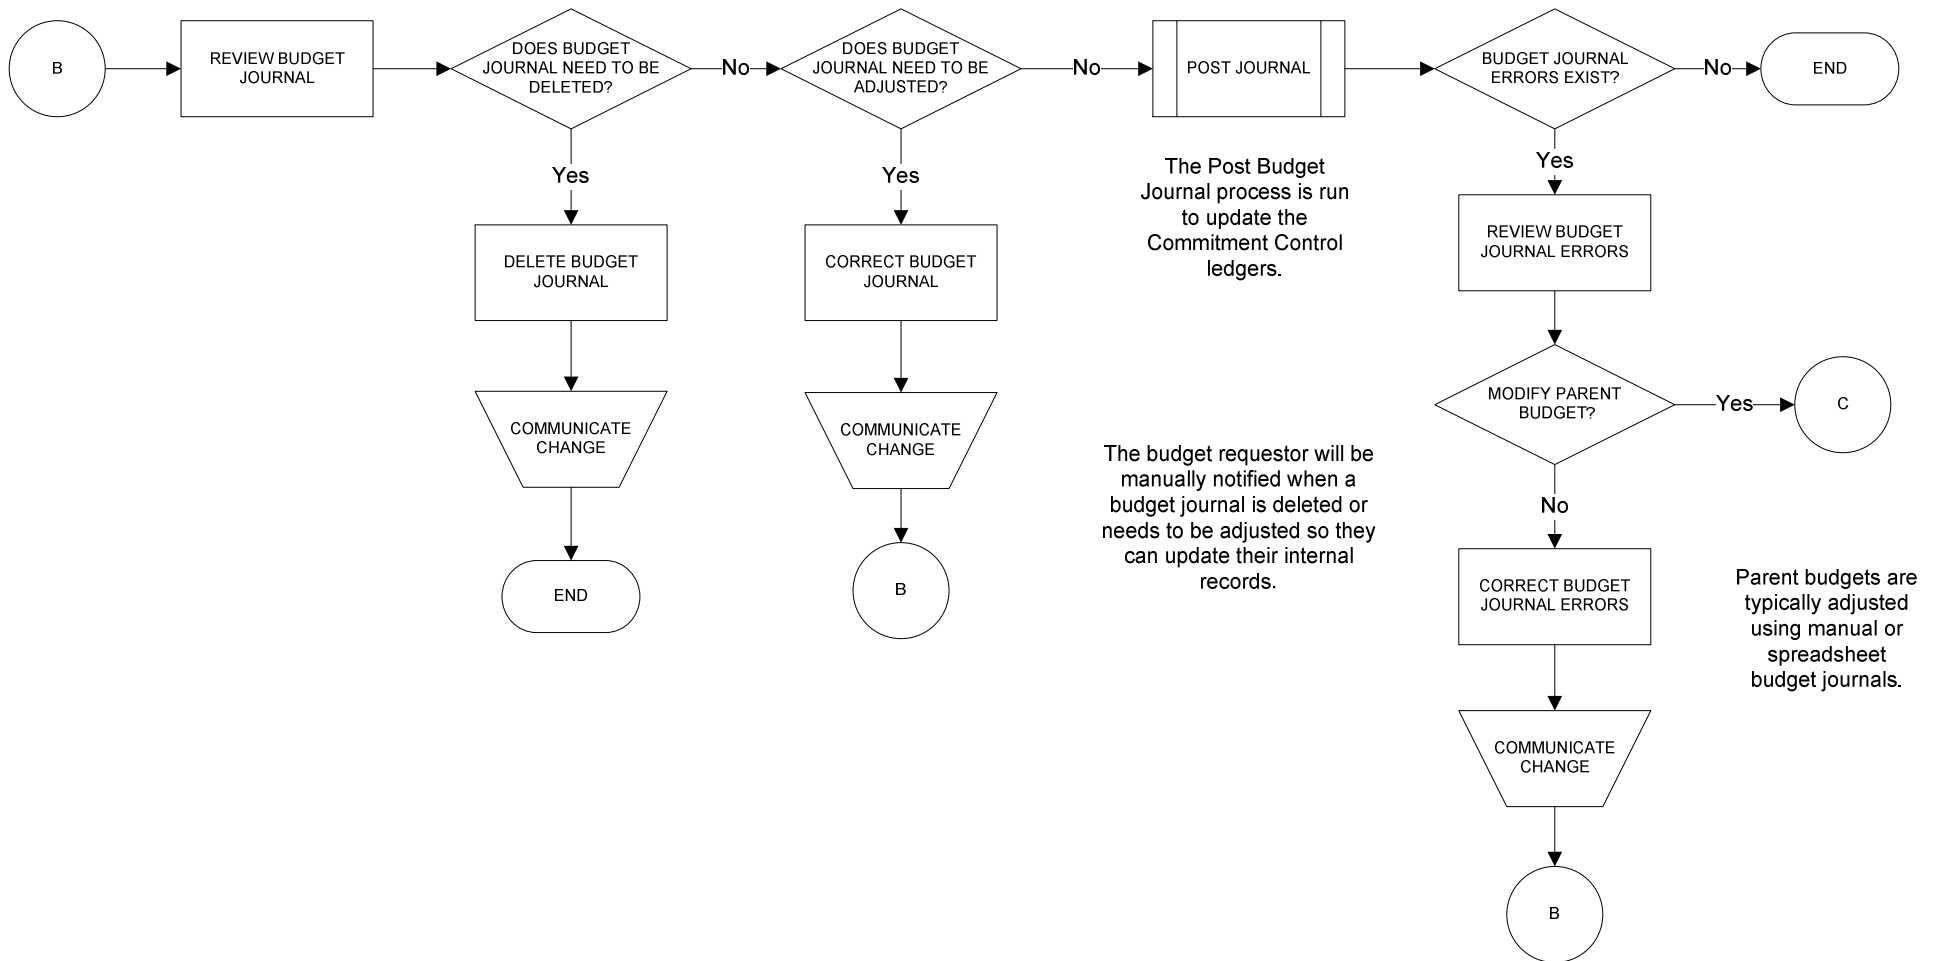 B
REVIEW BUDGET
JOURNAL
DOES BUDGET
JOURNAL NEED TO BE
DELETED?
No
DOES BUDGET
JOURNAL NEED TO BE
ADJUSTED?
No
POST JOURNAL
BUDGET JOURNAL
ERRORS EXIST?
No
END
Yes
DELETE BUDGET
JOURNAL
COMMUNICATE
CHANGE
END
Yes
CORRECT BUDGET
JOURNAL
COMMUNICATE
CHANGE
B
The Post Budget
Journal process is run
to update the
Commitment Control
ledgers.
The budget requestor will be
manually notified when a
budget journal is deleted or
needs to be adjusted so they
can update their internal
records.
Yes
REVIEW BUDGET
JOURNAL ERRORS
MODIFY PARENT
BUDGET?
Yes
C
No
CORRECT BUDGET
JOURNAL ERRORS
COMMUNICATE
CHANGE
B
Parent budgets are
typically adjusted
using manual or
spreadsheet
budget journals.